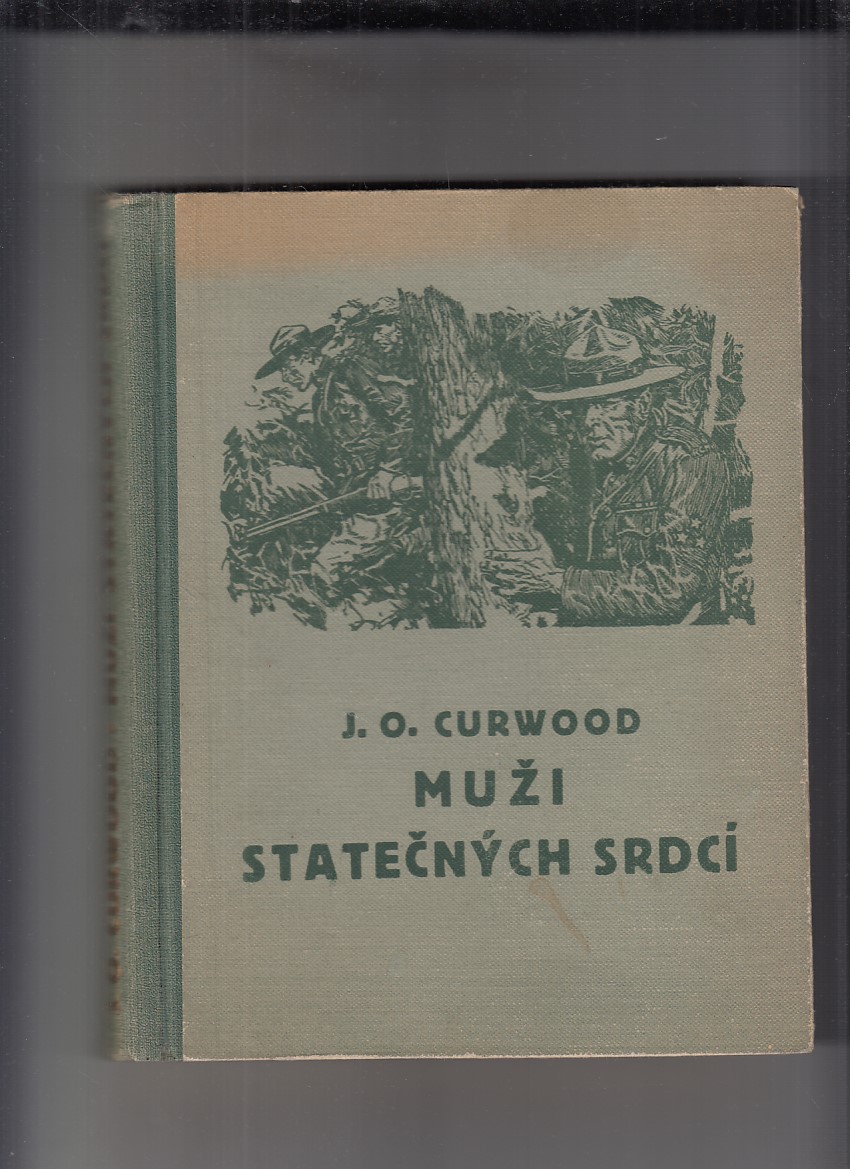 J. O. CURWOOD
MUŽI
STATEČNÝCH SRDCÍ